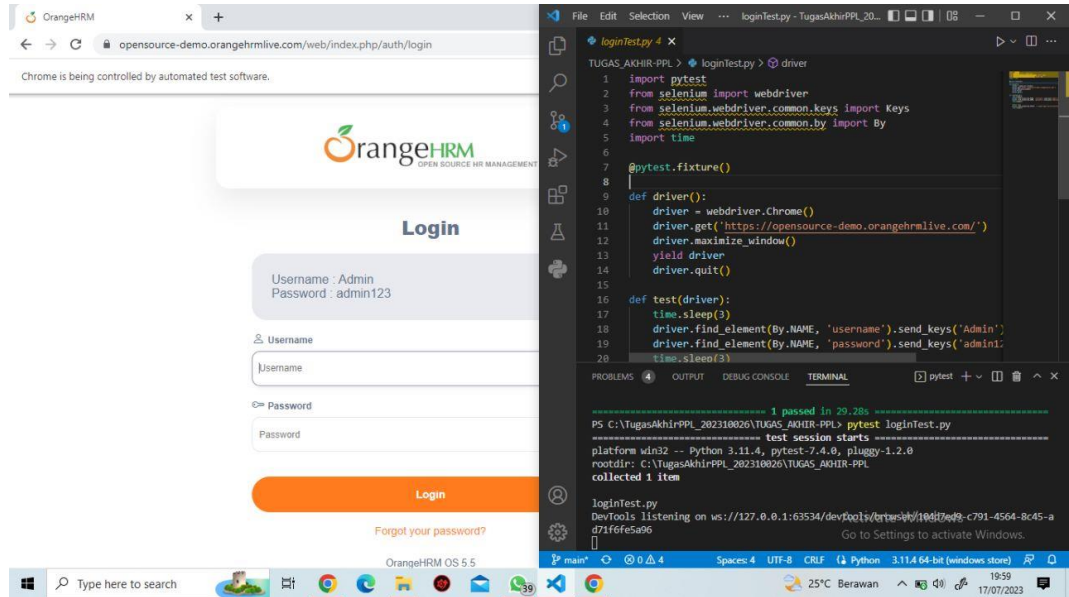 OrangeHRM
opensource-demo.orangehrmlive.com/web/index.php/auth/login
Chrome is being controlled by automated test software.
OrangeHRM
OPEN SOURCE HR MANAGEMENT
Login
Username : Admin
Password : admin123
Username
Username
Password
Password
Login
Forgot your password?
OrangeHRM OS 5.5
File Edit Selection View ··· loginTest.py - TugasAkhirPPL_20...
loginTest.py 4
TUGAS_AKHIR-PPL > loginTest.py > driver
1 import pytest
2 from selenium import webdriver
3 from selenium.webdriver.common.keys import Keys
4 from selenium.webdriver.common.by import By
5 import time
6
7 @pytest.fixture()
8
9 def driver():
10 driver = webdriver.Chrome()
11 driver.get('https://opensource-demo.orangehrmlive.com/')
12 driver.maximize_window()
13 yield driver
14 driver.quit()
15
16 def test(driver):
17 time.sleep(3)
18 driver.find_element(By.NAME, 'username').send_keys('Admin')
19 driver.find_element(By.NAME, 'password').send_keys('admin12
20 time.sleep(3)
PROBLEMS 4 OUTPUT DEBUG CONSOLE TERMINAL pytest
1 passed in 29.28s
PS C:\TugasAkhirPPL_202310026\TUGAS_AKHIR-PPL> pytest loginTest.py
test session starts
platform win32 -- Python 3.11.4, pytest-7.4.0, pluggy-1.2.0
rootdir: C:\TugasAkhirPPL_202310026\TUGAS_AKHIR-PPL
collected 1 item
loginTest.py
DevTools listening on ws://127.0.0.1:63534/devtools/browser/
-c791-4564-8c45-a
d71f6fe5a96
Activate Windows
Go to Settings to activate Windows.
main* 0 4 Spaces: 4 UTF-8 CRLF Python 3.11.4 64-bit (windows store)
1
Type here to search
39
25°C Berawan
19:59
17/07/2023